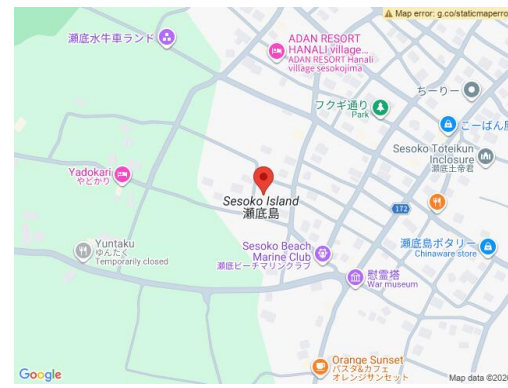 Map error: g.co/staticmaperro
瀬底水牛車ランド
ADAN RESORT
HANALI village...
ADAN RESORT Hanali
village sesokojima
ちーりー
フクギ通り
Park
こーばん屋
Sesoko Toteikun
Inclosure
瀬底土帝君
Yadokari
やどかり
Sesoko Island
瀬底島
172
Yuntaku
ゆんたく
Temporarily closed
Sesoko Beach
Marine Club
瀬底ビーチマリンクラブ
瀬底島ポタリー
Chinaware store
慰霊塔
War museum
Orange Sunset
パスタ&カフェ
オレンジサンセット
Google
Map data ©2026